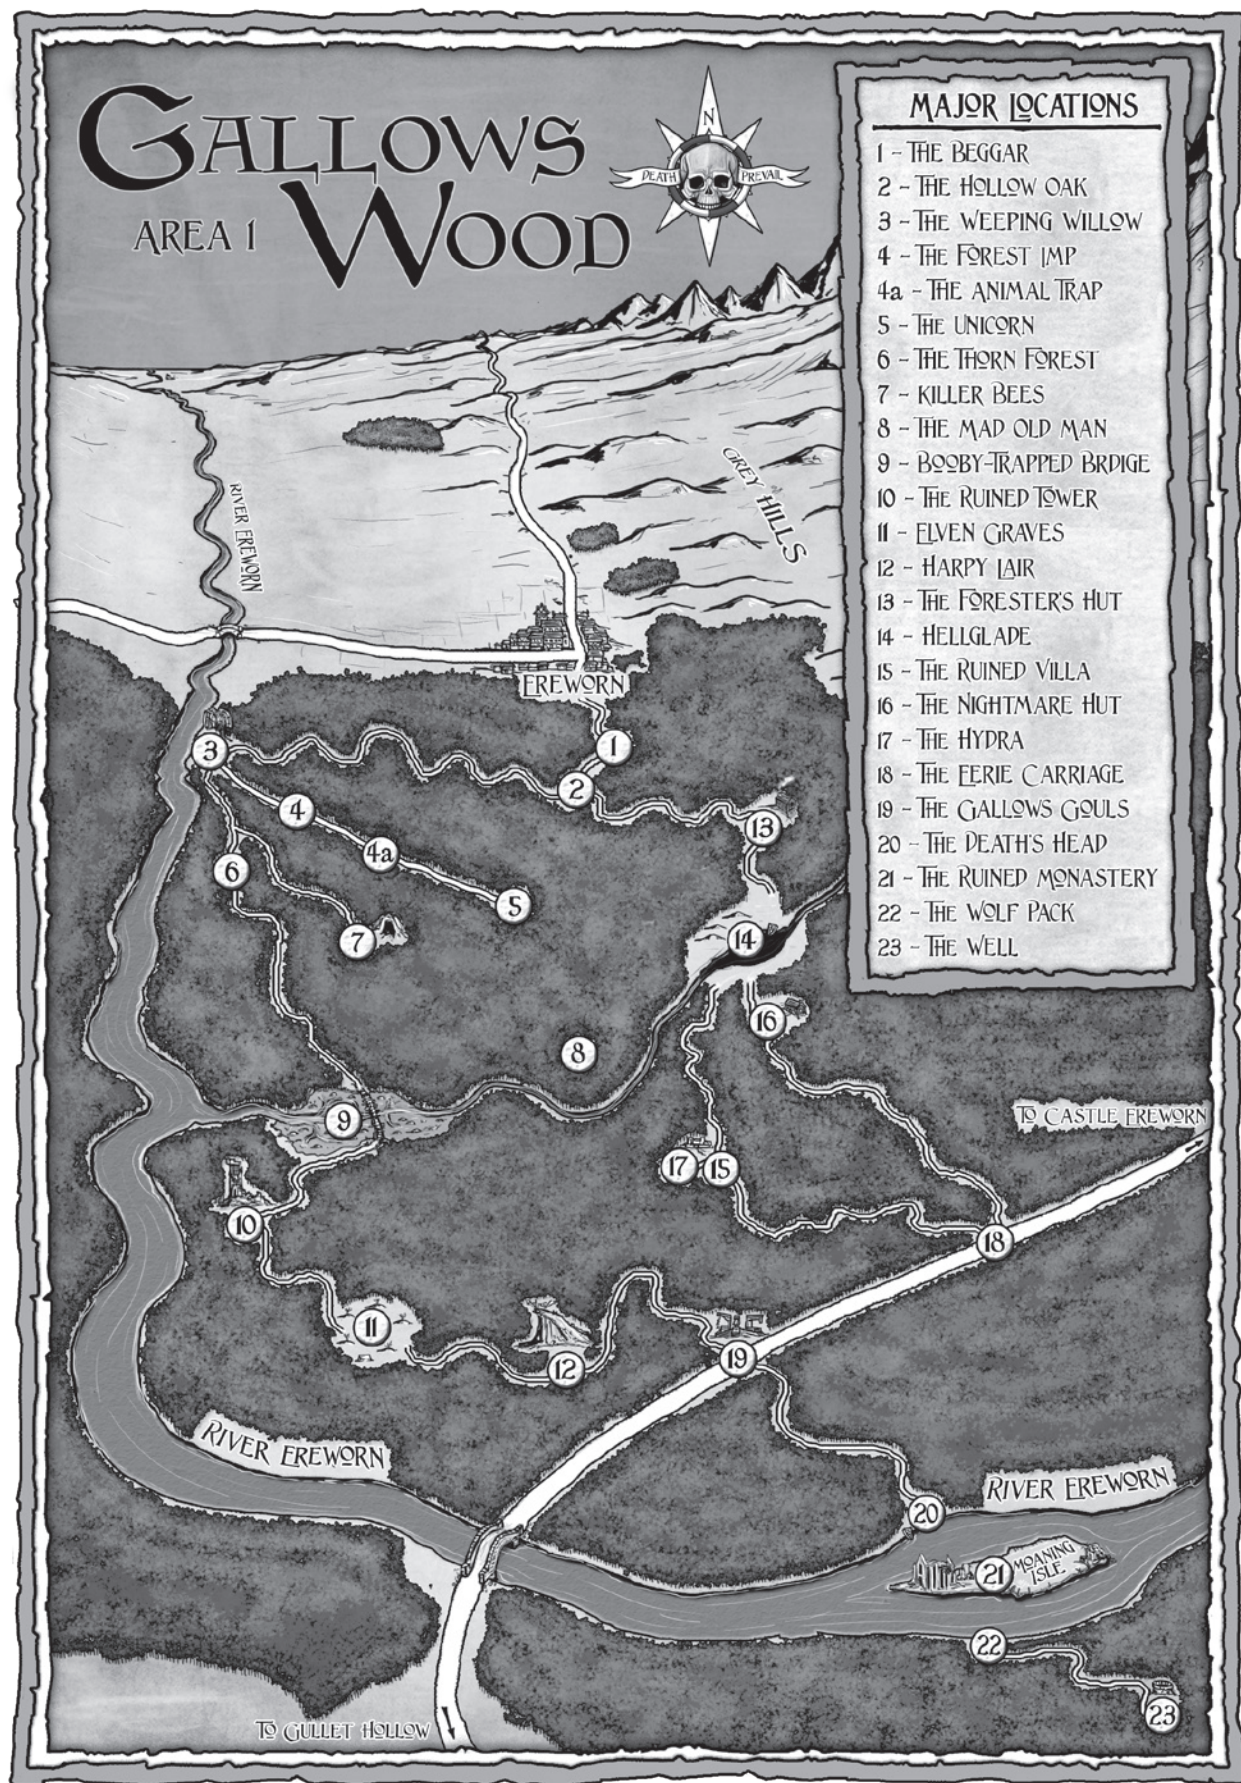 GALLOWS
WOOD
AREA 1
N
DEATH PREVAIL
MAJOR LOCATIONS
1 - THE BEGGAR
2 - THE HOLLOW OAK
3 - THE WEEPING WILLOW
4 - THE FOREST IMP
4a - THE ANIMAL TRAP
5 - THE UNICORN
6 - THE THORN FOREST
7 - KILLER BEES
8 - THE MAD OLD MAN
9 - BOOBY-TRAPPED BRDIGE
10 - THE RUINED TOWER
11 - ELVEN GRAVES
12 - HARPY LAIR
13 - THE FORESTER'S HUT
14 - HELLGLADE
15 - THE RUINED VILLA
16 - THE NIGHTMARE HUT
17 - THE HYDRA
18 - THE EERIE CARRIAGE
19 - THE GALLOWS GOULS
20 - THE DEATH'S HEAD
21 - THE RUINED MONASTERY
22 - THE WOLF PACK
23 - THE WELL
GREY HILLS
RIVER EREWORN
EREWORN
1
3
2
4
13
4a
6
5
7
14
16
8
9
TO CASTLE EREWORN
17
15
10
18
11
19
12
RIVER EREWORN
RIVER EREWORN
20
21
MOANING
ISLE
22
23
TO GULLET HOLLOW